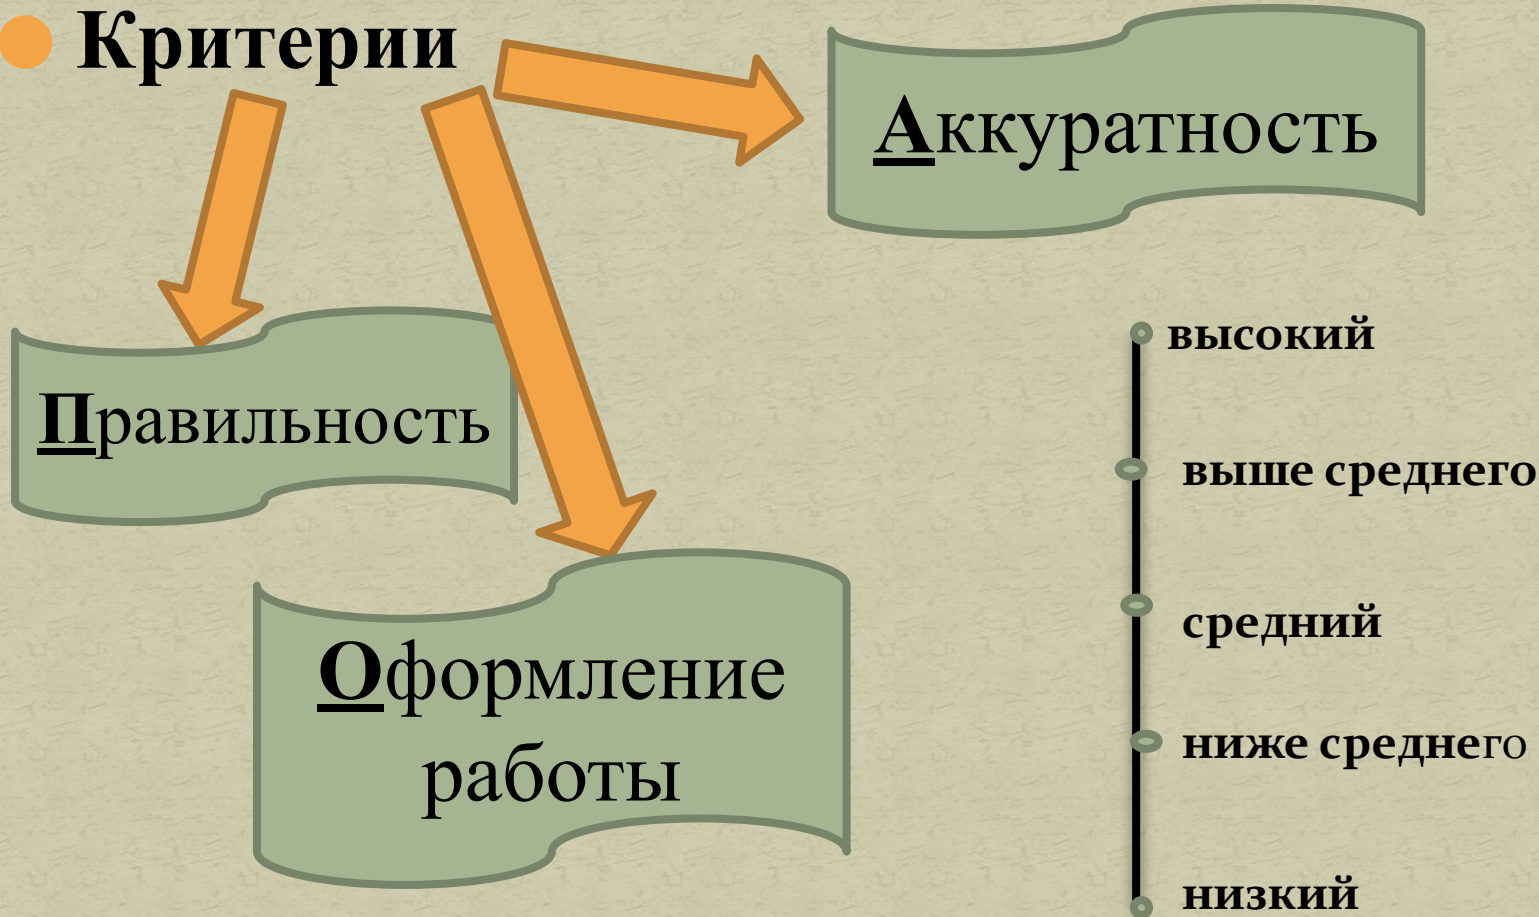 Критерии
Аккуратность
Правильность
Оформление
работы
высокий
выше среднего
средний
ниже среднего
низкий